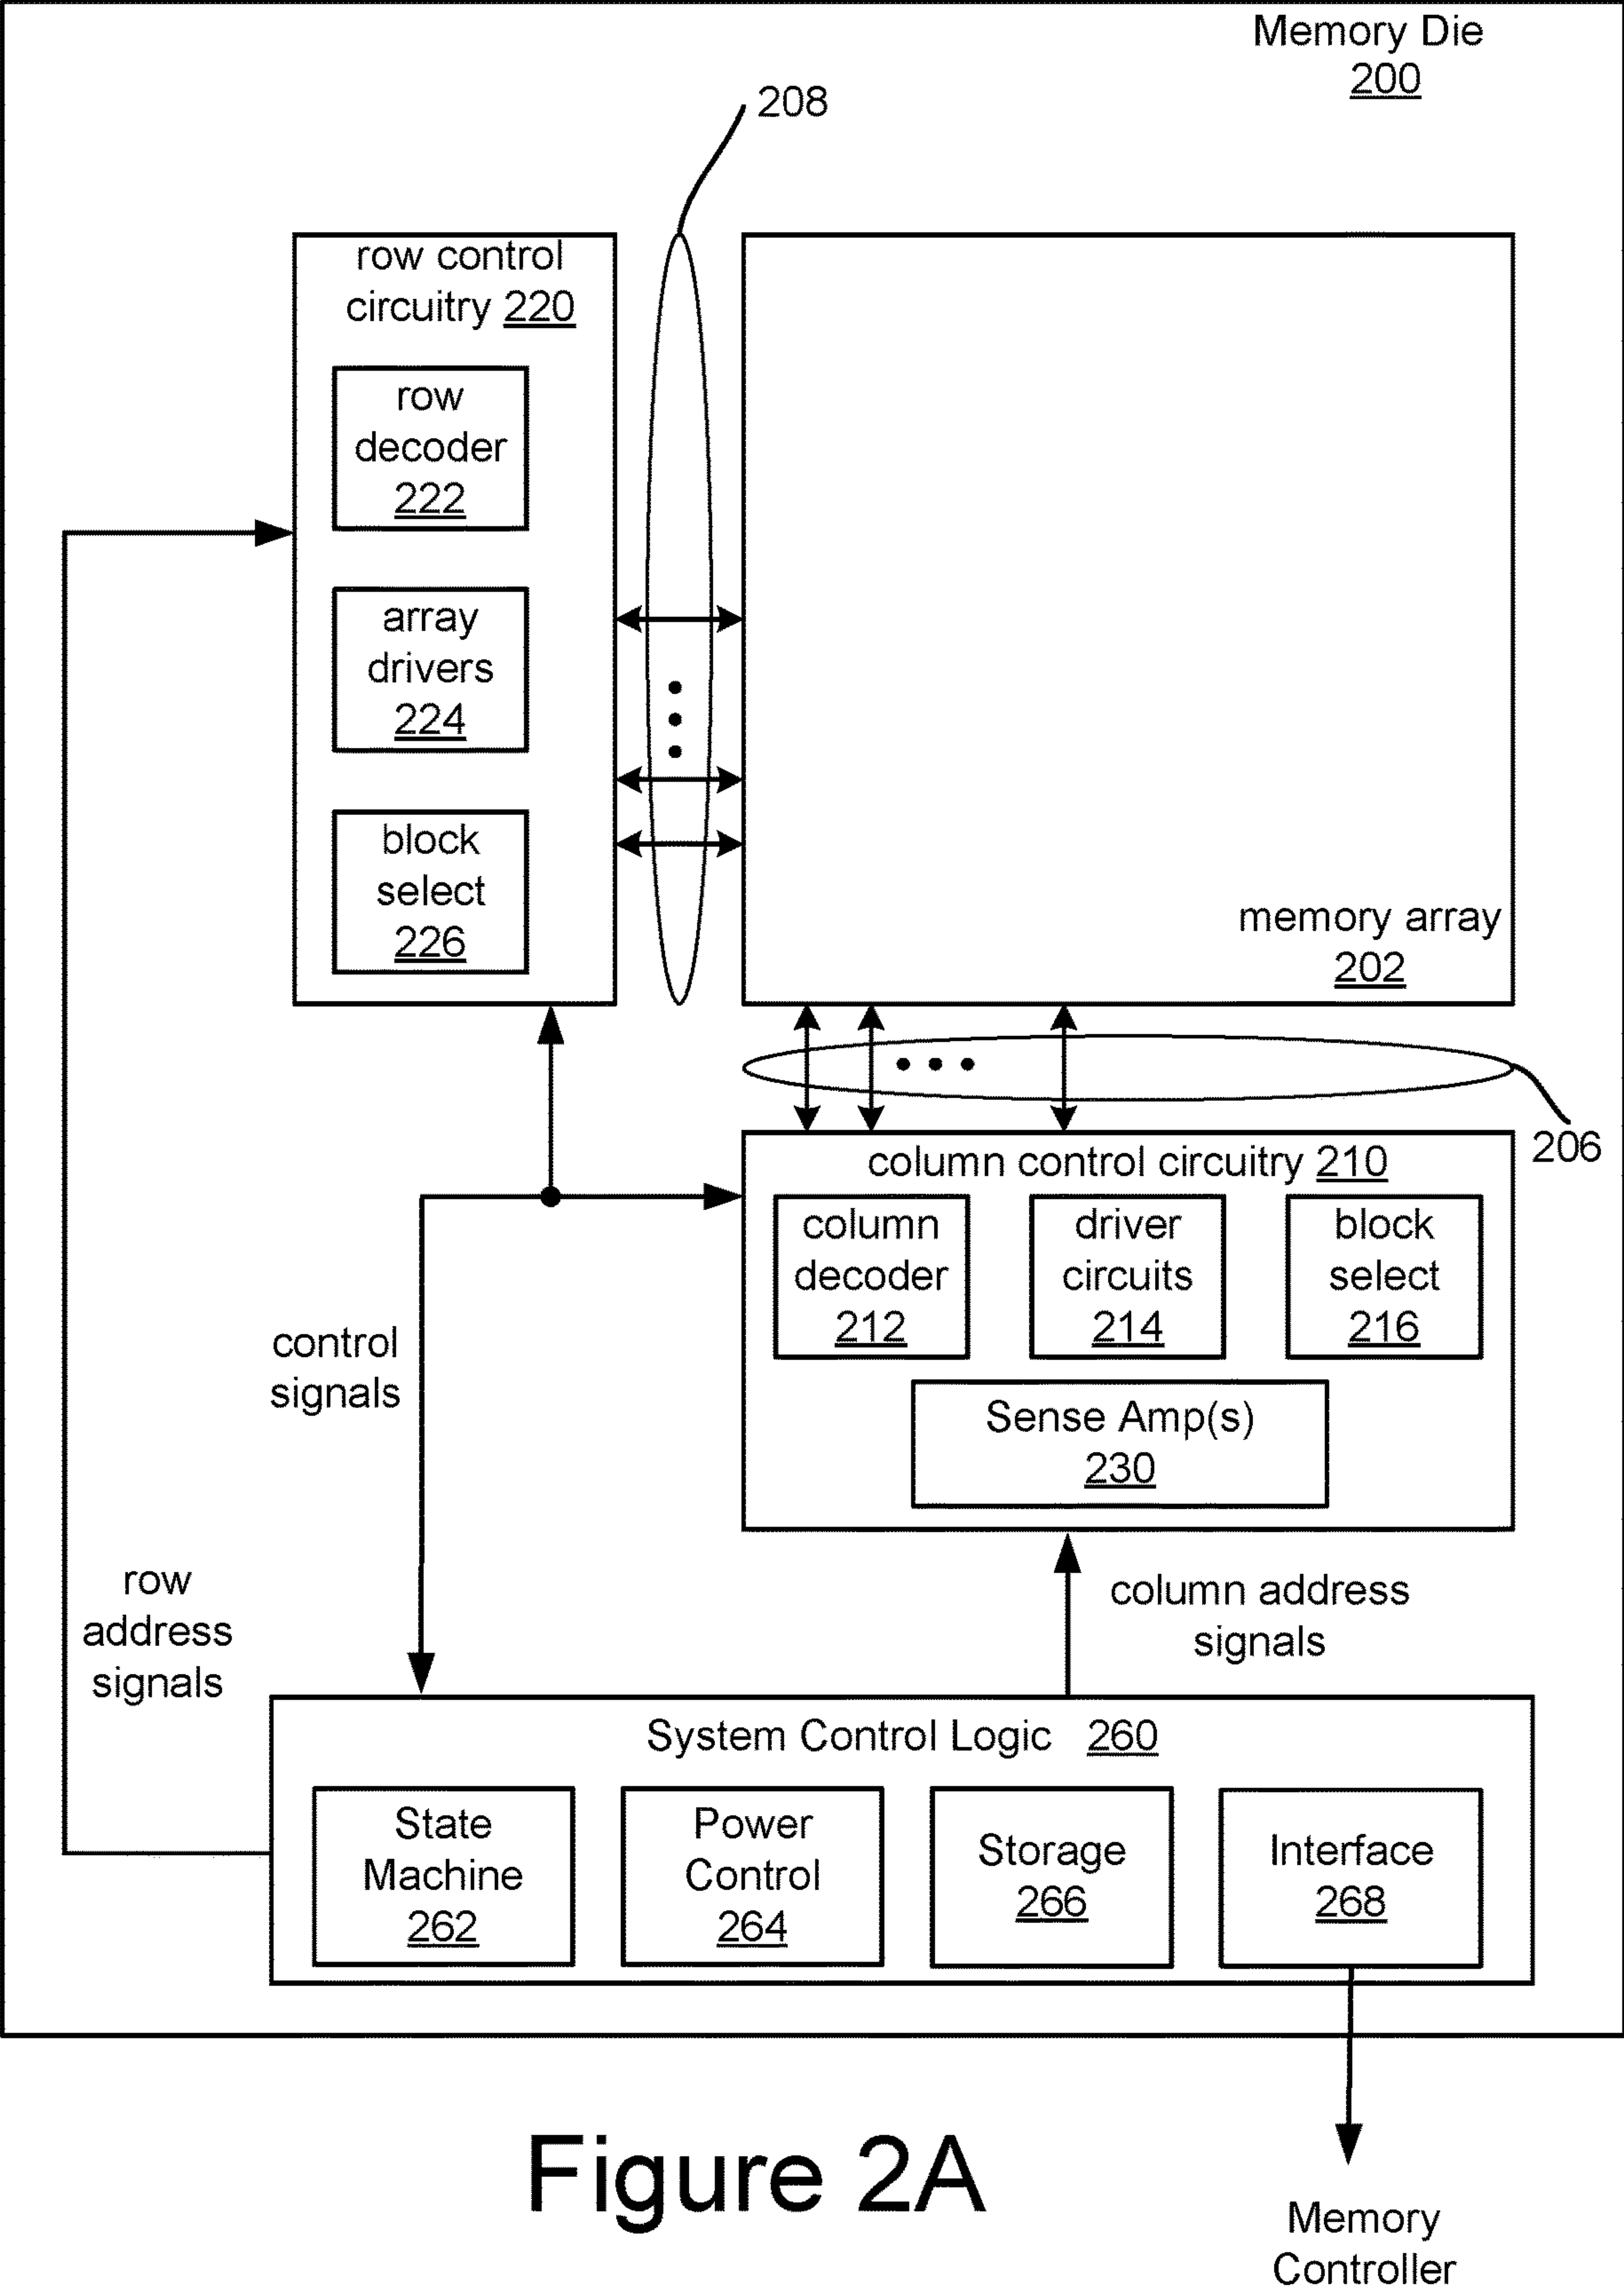 Memory Die
200
208
row control
circuitry 220
row
decoder
222
array
drivers
224
block
select
226
memory array
202
206
column control circuitry 210
column
decoder
212
driver
circuits
214
block
select
216
Sense Amp(s)
230
control
signals
row
address
signals
column address
signals
System Control Logic 260
State
Machine
262
Power
Control
264
Storage
266
Interface
268
Figure 2A
Memory
Controller